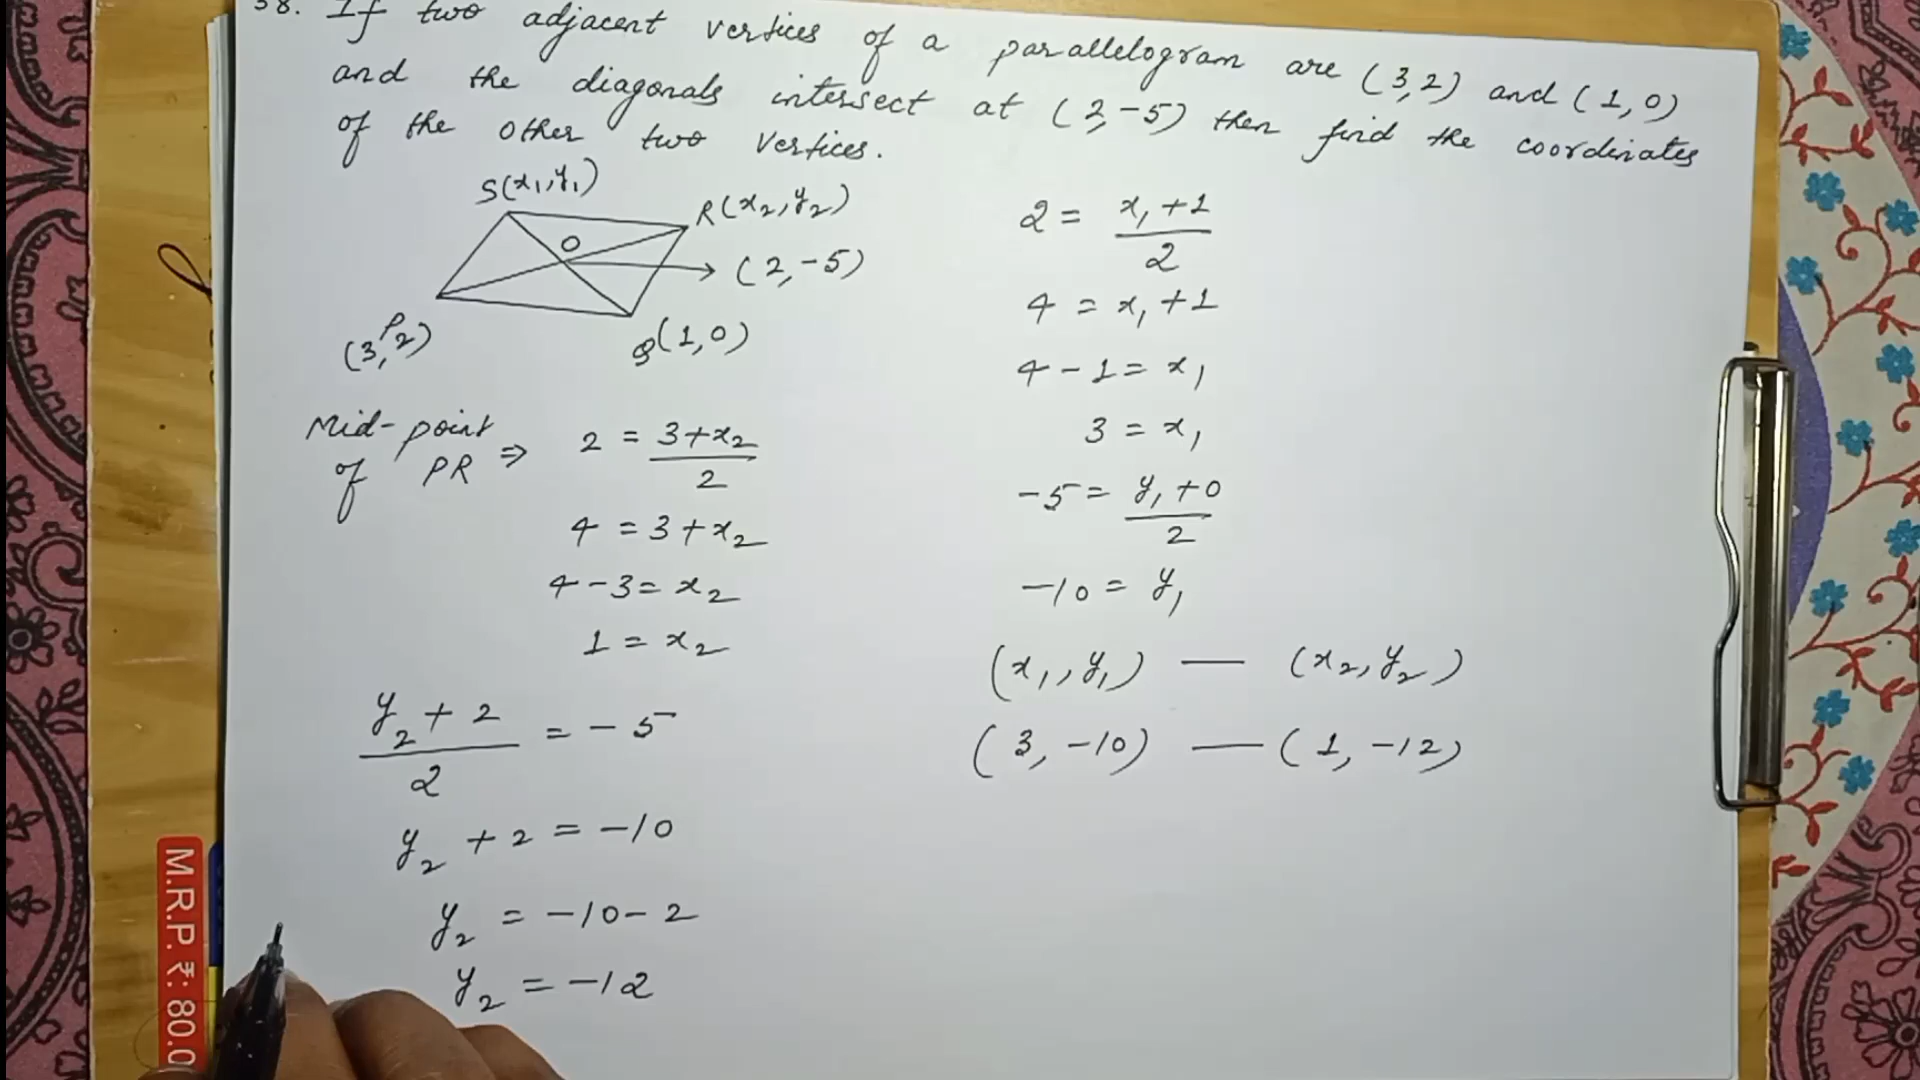 38. If two adjacent vertices of a parallelogram are (3,2) and (1,0)
and the diagonals intersect at (2,-5) then find the coordinates
of the other two vertices.
S(x₁,y₁)
R(x₂,y₂)
O
(2,-5)
P
(3,2)
Q(1,0)
Mid-point
of PR ⇒ 2 = 3+x₂
2
4 = 3+x₂
4-3 = x₂
1 = x₂
y₂ + 2 = -5
2
y₂ + 2 = -10
y₂ = -10-2
y₂ = -12
2 = x₁+1
2
4 = x₁+1
4-1 = x₁
3 = x₁
-5 = y₁+0
2
-10 = y₁
(x₁,y₁) — (x₂,y₂)
(3,-10) — (1,-12)
M.R.P. ₹: 80.0